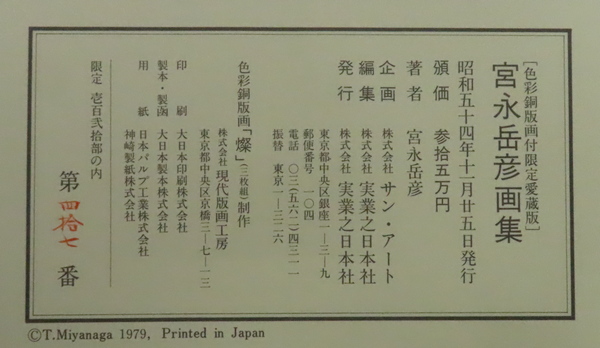 [色彩銅版画付限定愛蔵版]
宮永岳彦画集
昭和五十四年十一月廿五日発行
頒価 参拾五万円
著者 宮永岳彦
企画 株式会社 サン・アート
編集 株式会社 実業之日本社
発行 株式会社 実業之日本社
東京都中央区銀座一―三―九
郵便番号 一〇四
電話 〇三(五六二)四三一一
振替 東京一―三二六
色彩銅版画「燦」(三枚組)制作
株式会社 現代版画工房
東京都中央区京橋三―七―一三
印刷 大日本印刷株式会社
製本・製函 大日本製本株式会社
用紙 日本パルプ工業株式会社
神崎製紙株式会社
限定 壱百弐拾部の内
第 四拾七 番
©T.Miyanaga 1979, Printed in Japan